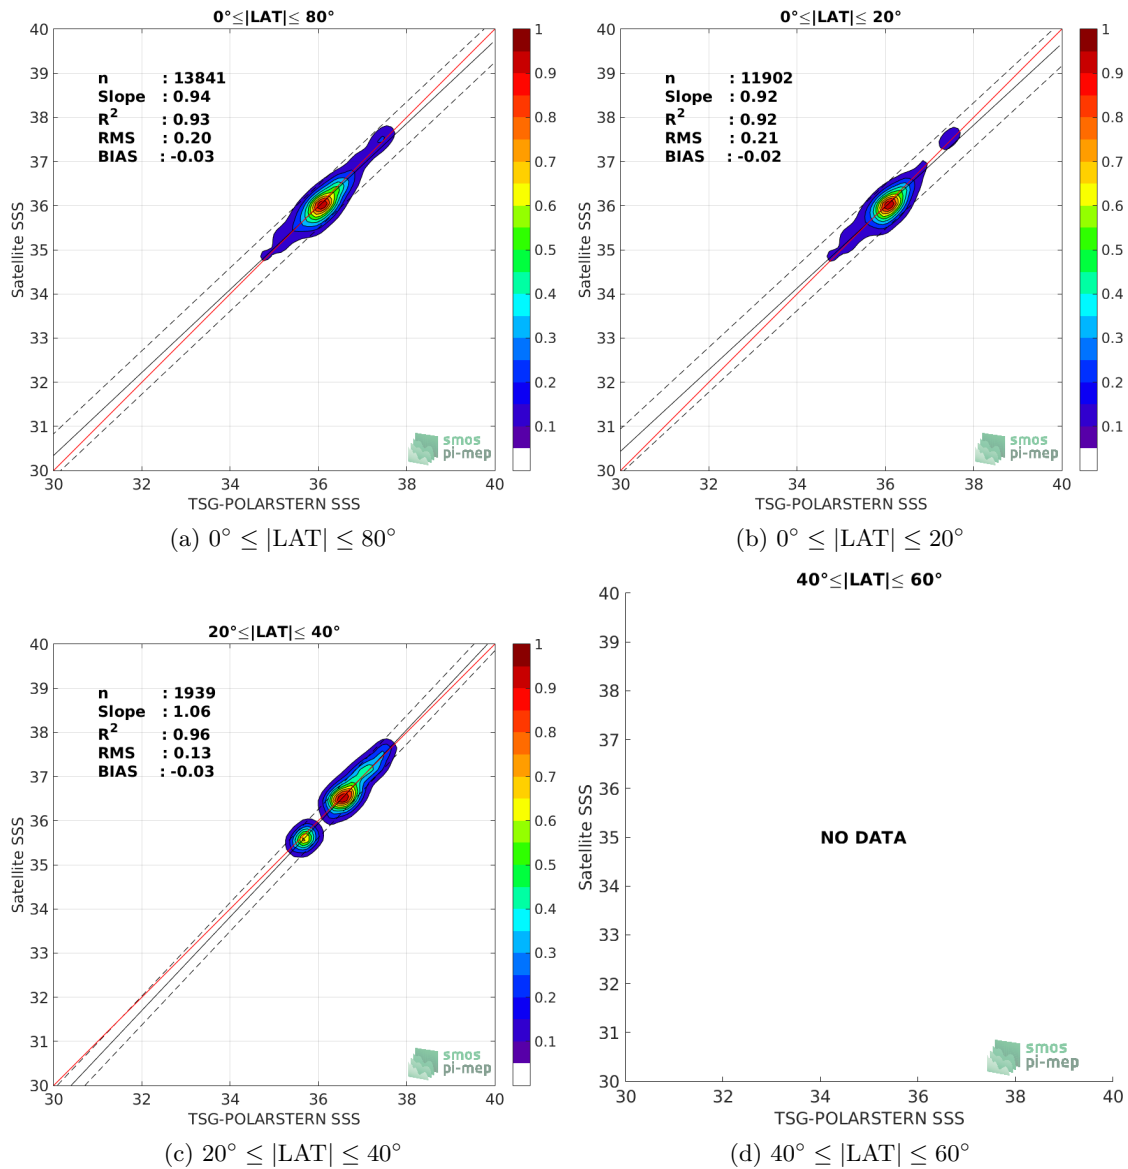 0°≤|LAT|≤ 80°
40
39
38
37
36
35
34
33
32
31
30
Satellite SSS
n : 13841
Slope : 0.94
R² : 0.93
RMS : 0.20
BIAS : -0.03
smos
pi-mep
30 32 34 36 38 40
TSG-POLARSTERN SSS
1
0.9
0.8
0.7
0.6
0.5
0.4
0.3
0.2
0.1
(a) 0° ≤ |LAT| ≤ 80°
0°≤|LAT|≤ 20°
40
39
38
37
36
35
34
33
32
31
30
Satellite SSS
n : 11902
Slope : 0.92
R² : 0.92
RMS : 0.21
BIAS : -0.02
smos
pi-mep
30 32 34 36 38 40
TSG-POLARSTERN SSS
1
0.9
0.8
0.7
0.6
0.5
0.4
0.3
0.2
0.1
(b) 0° ≤ |LAT| ≤ 20°
20°≤|LAT|≤ 40°
40
39
38
37
36
35
34
33
32
31
30
Satellite SSS
n : 1939
Slope : 1.06
R² : 0.96
RMS : 0.13
BIAS : -0.03
smos
pi-mep
30 32 34 36 38 40
TSG-POLARSTERN SSS
1
0.9
0.8
0.7
0.6
0.5
0.4
0.3
0.2
0.1
(c) 20° ≤ |LAT| ≤ 40°
40°≤|LAT|≤ 60°
40
39
38
37
36
35
34
33
32
31
30
Satellite SSS
NO DATA
smos
pi-mep
30 32 34 36 38 40
TSG-POLARSTERN SSS
(d) 40° ≤ |LAT| ≤ 60°